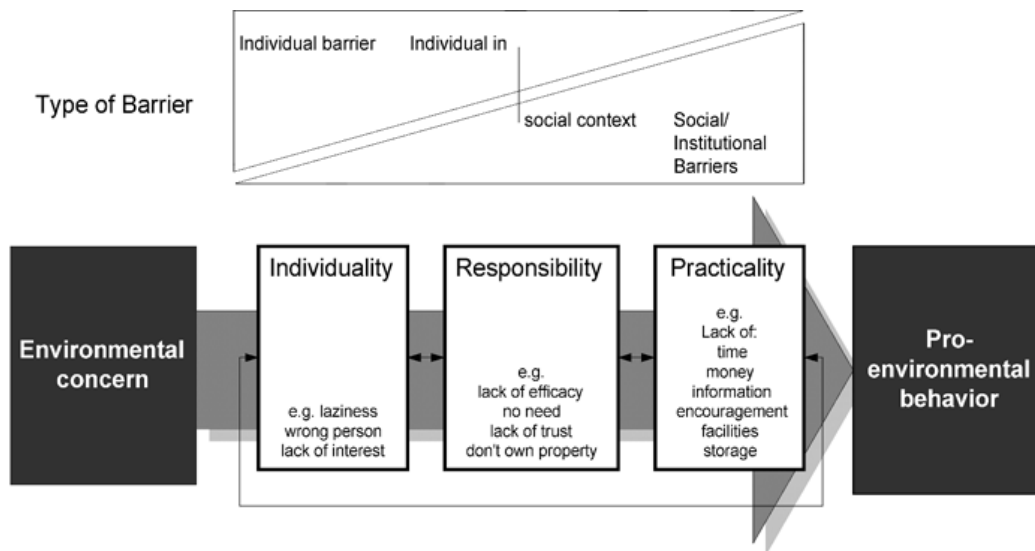 Individual barrier
Individual in
Type of Barrier
social context
Social/
Institutional
Barriers
Environmental
concern
Individuality
e.g. laziness
wrong person
lack of interest
Responsibility
e.g.
lack of efficacy
no need
lack of trust
don't own property
Practicality
e.g.
Lack of:
time
money
information
encouragement
facilities
storage
Pro-
environmental
behavior